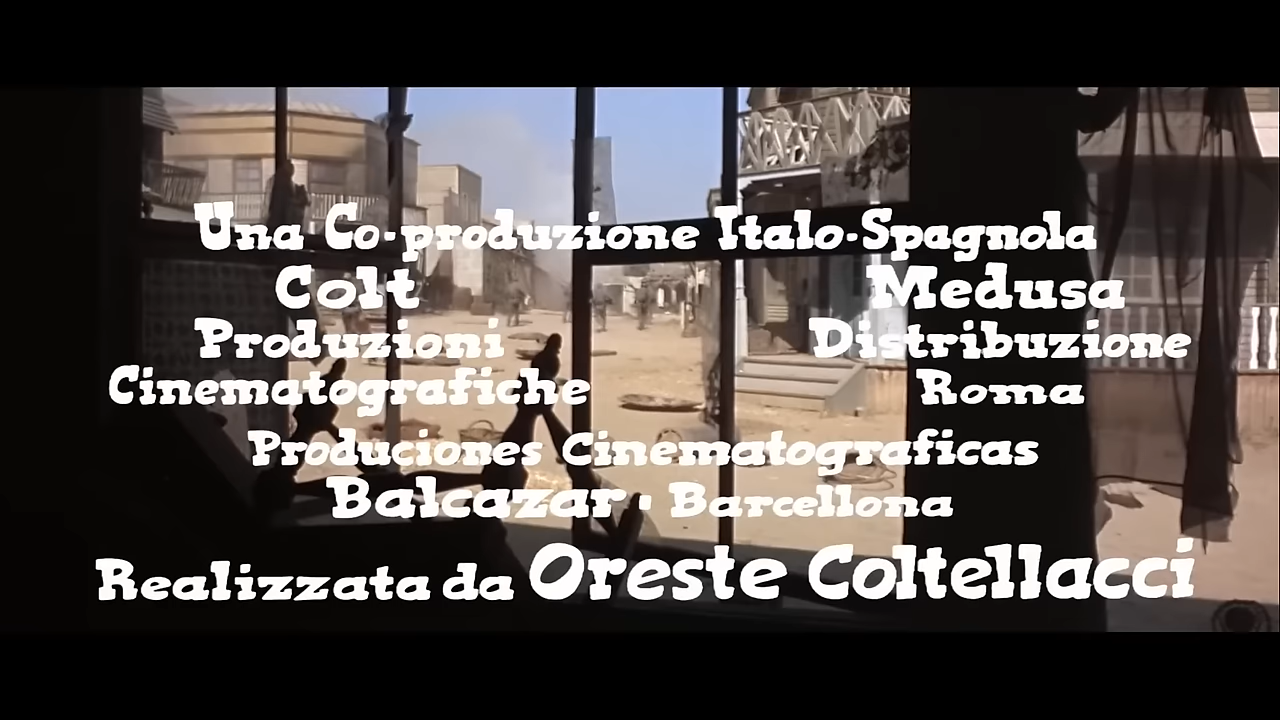 Una Co-produzione Italo-Spagnola
Colt
Produzioni
Cinematografiche
Medusa
Distribuzione
Roma
Produciones Cinematograficas
Balcazar · Barcellona
Realizzata da Oreste Coltellacci